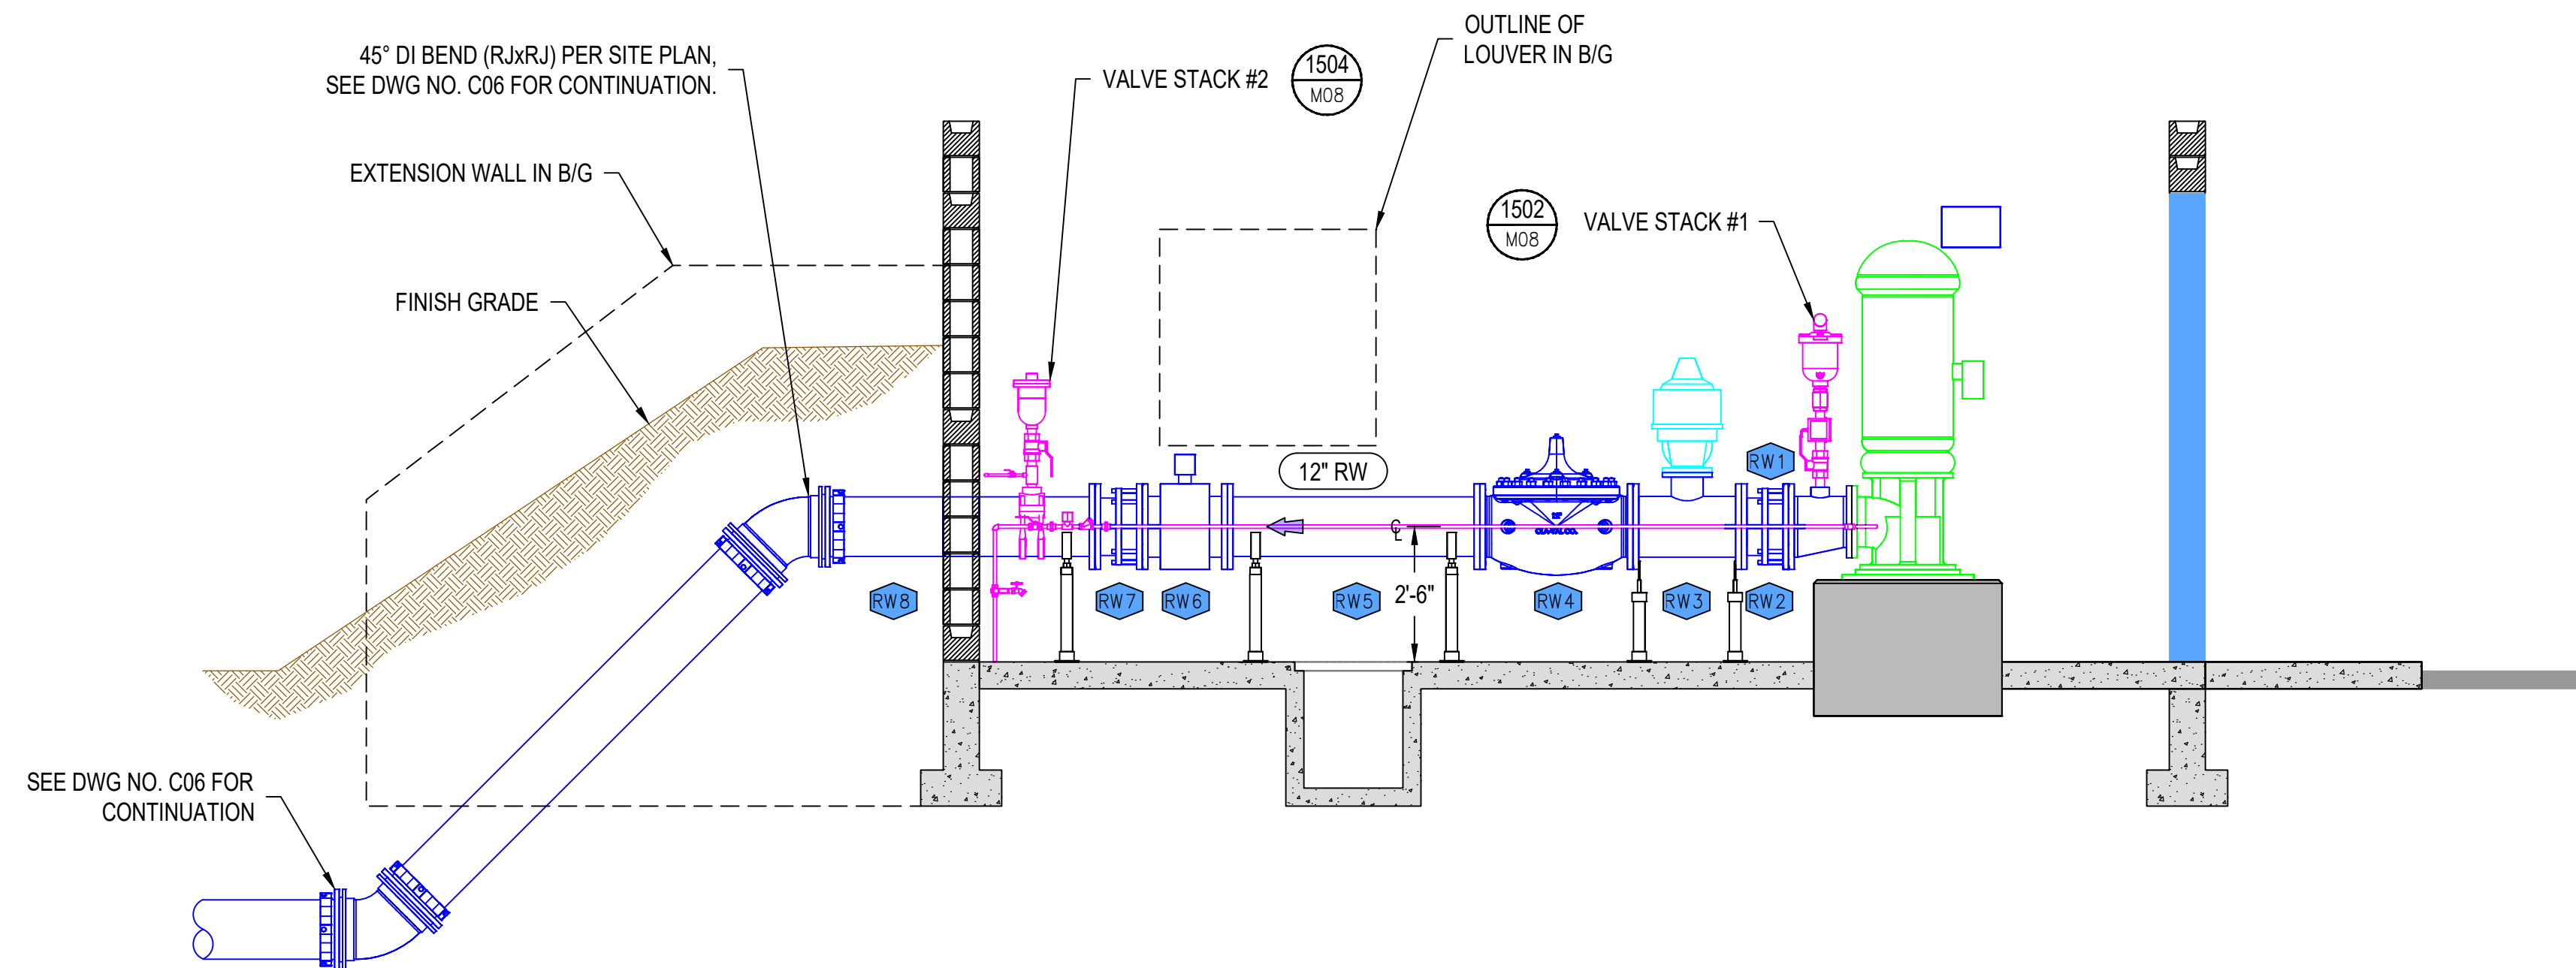 45° DI BEND (RJxRJ) PER SITE PLAN,
SEE DWG NO. C06 FOR CONTINUATION.
VALVE STACK #2
1504
M08
OUTLINE OF
LOUVER IN B/G
EXTENSION WALL IN B/G
1502
M08
VALVE STACK #1
FINISH GRADE
12" RW
RW1
RW8
RW7
RW6
RW5
2'-6"
RW4
RW3
RW2
SEE DWG NO. C06 FOR
CONTINUATION